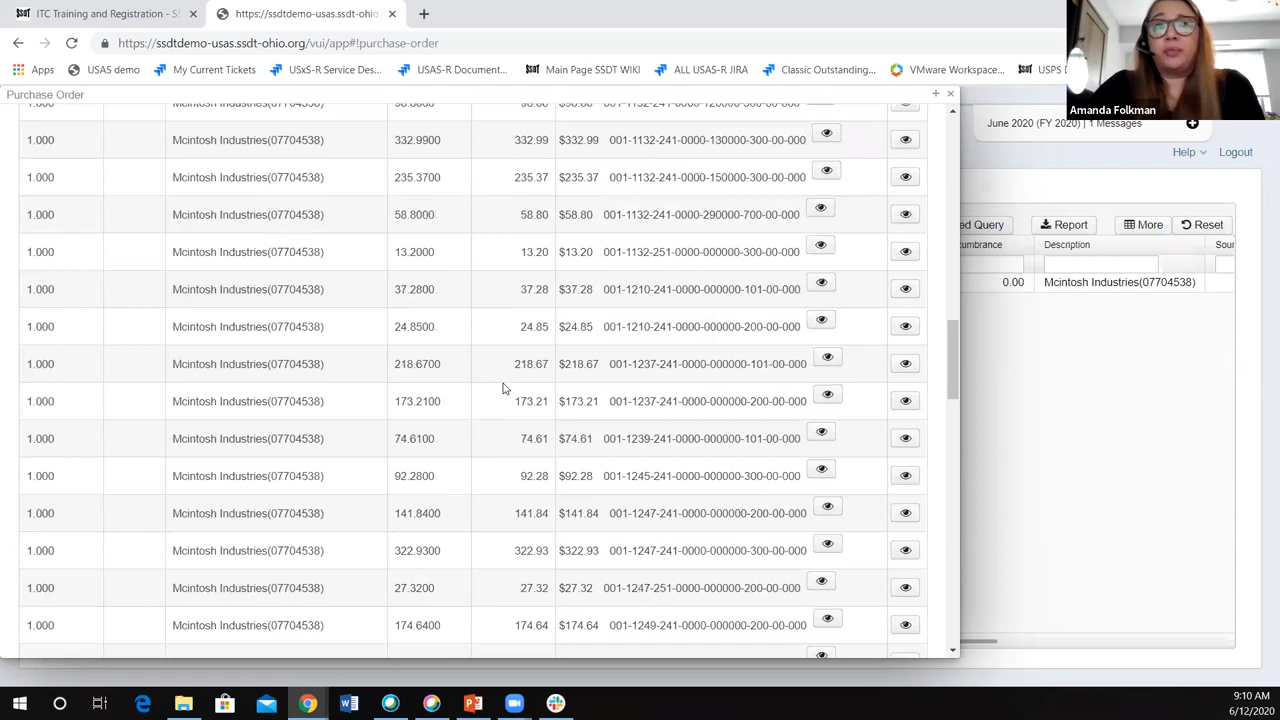 ITC Training and Registration - S
https://ssdtdemo-usas.ssdt-ohio
https://ssdtdemo-usas.ssdt-ohio.org/vui/app#!purchase-order
Apps USAS demo My Current Tickets USxS-R Service Des... USAS-R Document... Main Page SSDT WIKI ALL USAS-R JIRA Classic Outstanding... VMware Workspace... USPS D
Amanda Folkman
Purchase Order
June 2020 (FY 2020) | 1 Messages
Help Logout
1.000 Mcintosh Industries(07704538)
1.000 Mcintosh Industries(07704538) 332.9900 332.99 $332.99 001-1132-241-0000-130000-300-00-000
1.000 Mcintosh Industries(07704538) 235.3700 235.37 $235.37 001-1132-241-0000-150000-300-00-000
1.000 Mcintosh Industries(07704538) 58.8000 58.80 $58.80 001-1132-241-0000-290000-700-00-000
ed Query Report More Reset
cumbrance Description Sour
1.000 Mcintosh Industries(07704538) 13.2000 13.20 $13.20 001-1132-251-0000-000000-300-00-000
0.00 Mcintosh Industries(07704538)
1.000 Mcintosh Industries(07704538) 37.2800 37.28 $37.28 001-1210-241-0000-000000-101-00-000
1.000 Mcintosh Industries(07704538) 24.8500 24.85 $24.85 001-1210-241-0000-000000-200-00-000
1.000 Mcintosh Industries(07704538) 218.6700 218.67 $218.67 001-1237-241-0000-000000-101-00-000
1.000 Mcintosh Industries(07704538) 173.2100 173.21 $173.21 001-1237-241-0000-000000-200-00-000
1.000 Mcintosh Industries(07704538) 74.6100 74.61 $74.61 001-1239-241-0000-000000-101-00-000
1.000 Mcintosh Industries(07704538) 92.2800 92.28 $92.28 001-1245-241-0000-000000-300-00-000
1.000 Mcintosh Industries(07704538) 141.8400 141.84 $141.84 001-1247-241-0000-000000-200-00-000
1.000 Mcintosh Industries(07704538) 322.9300 322.93 $322.93 001-1247-241-0000-000000-300-00-000
1.000 Mcintosh Industries(07704538) 27.3200 27.32 $27.32 001-1247-251-0000-000000-200-00-000
1.000 Mcintosh Industries(07704538) 174.6400 174.64 $174.64 001-1249-241-0000-000000-200-00-000
9:10 AM
6/12/2020